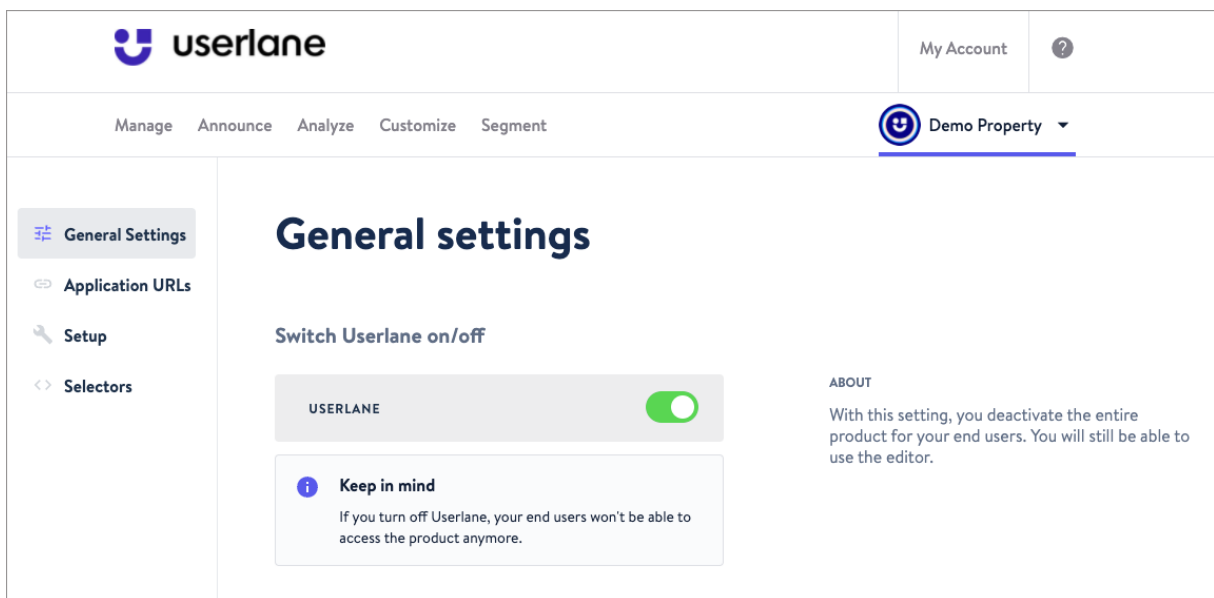 userlane
My Account
?
Manage Announce Analyze Customize Segment
Demo Property
General Settings
Application URLs
Setup
Selectors
General settings
Switch Userlane on/off
USERLANE
Keep in mind
If you turn off Userlane, your end users won't be able to
access the product anymore.
ABOUT
With this setting, you deactivate the entire
product for your end users. You will still be able to
use the editor.